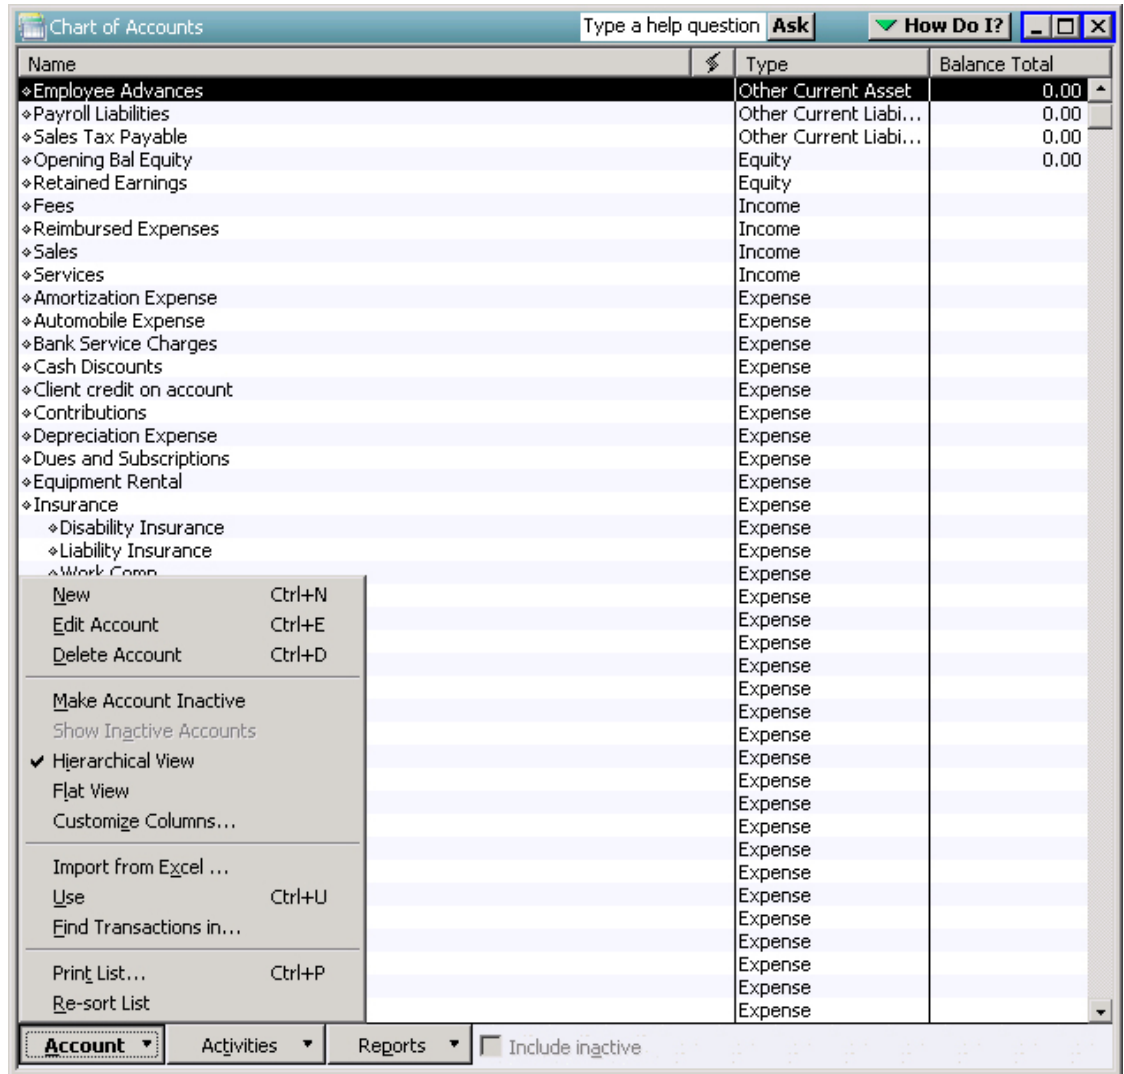 Chart of Accounts Type a help question Ask How Do I?
Name Type Balance Total
Employee Advances Other Current Asset 0.00
Payroll Liabilities Other Current Liabi... 0.00
Sales Tax Payable Other Current Liabi... 0.00
Opening Bal Equity Equity 0.00
Retained Earnings Equity
Fees Income
Reimbursed Expenses Income
Sales Income
Services Income
Amortization Expense Expense
Automobile Expense Expense
Bank Service Charges Expense
Cash Discounts Expense
Client credit on account Expense
Contributions Expense
Depreciation Expense Expense
Dues and Subscriptions Expense
Equipment Rental Expense
Insurance Expense
Disability Insurance Expense
Liability Insurance Expense
Work Comp Expense
New Ctrl+N Expense
Edit Account Ctrl+E Expense
Expense
Delete Account Ctrl+D Expense
Expense
Make Account Inactive Expense
Show Inactive Accounts Expense
Hierarchical View Expense
Flat View Expense
Expense
Customize Columns... Expense
Expense
Import from Excel ... Expense
Use Ctrl+U Expense
Find Transactions in... Expense
Expense
Print List... Ctrl+P Expense
Expense
Re-sort List Expense
Account Activities Reports Include inactive